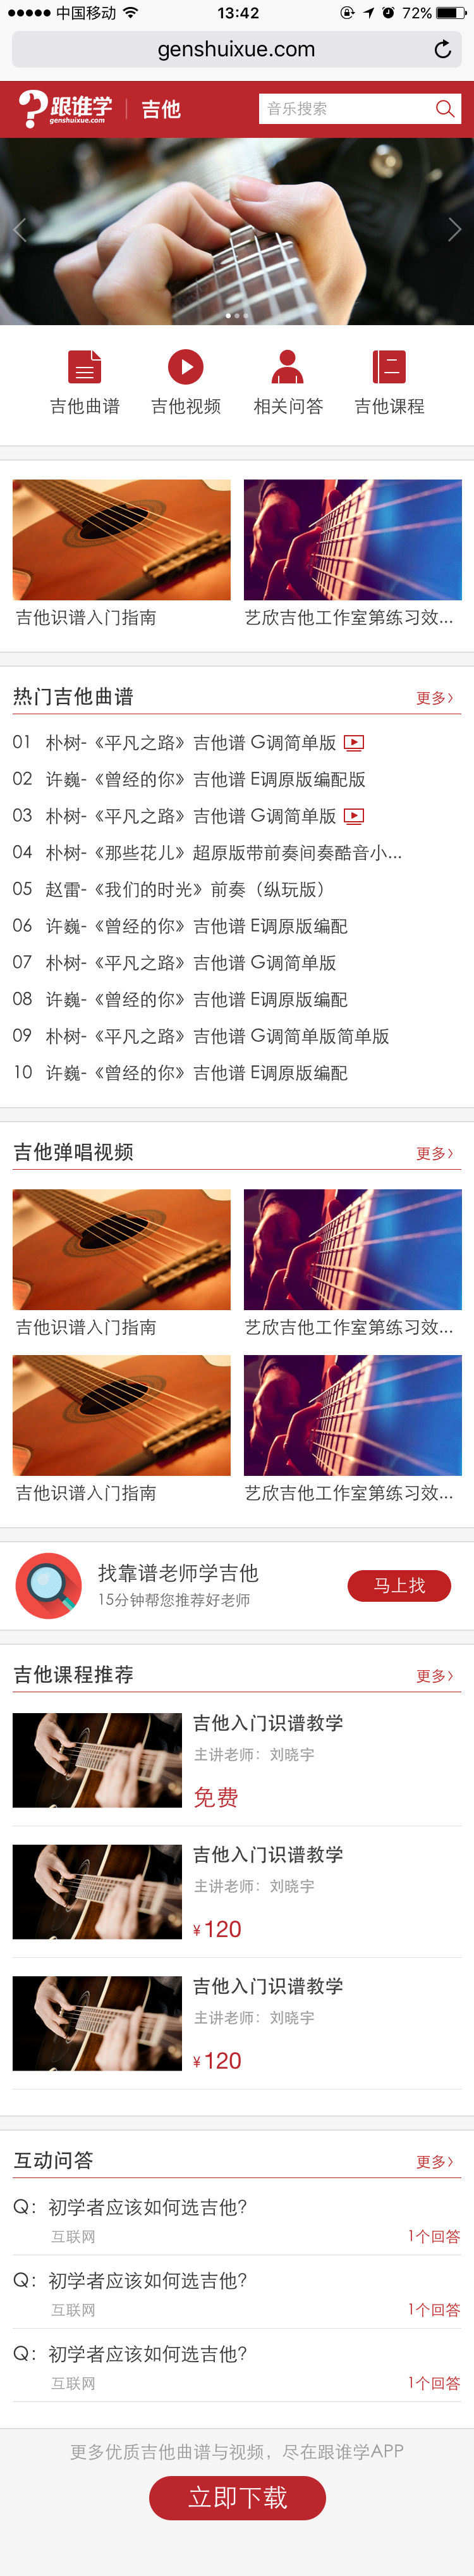 中国移动 13:42 72%
genshuixue.com
跟谁学 吉他 音乐搜索
genshuixue.com
吉他曲谱 吉他视频 相关问答 吉他课程
吉他识谱入门指南 艺欣吉他工作室第练习效...
热门吉他曲谱 更多>
01 朴树-《平凡之路》吉他谱 G调简单版
02 许巍-《曾经的你》吉他谱 E调原版编配版
03 朴树-《平凡之路》吉他谱 G调简单版
04 朴树-《那些花儿》超原版带前奏间奏酷音小...
05 赵雷-《我们的时光》前奏（纵玩版）
06 许巍-《曾经的你》吉他谱 E调原版编配
07 朴树-《平凡之路》吉他谱 G调简单版
08 许巍-《曾经的你》吉他谱 E调原版编配
09 朴树-《平凡之路》吉他谱 G调简单版简单版
10 许巍-《曾经的你》吉他谱 E调原版编配
吉他弹唱视频 更多>
吉他识谱入门指南 艺欣吉他工作室第练习效...
吉他识谱入门指南 艺欣吉他工作室第练习效...
找靠谱老师学吉他
15分钟帮您推荐好老师
马上找
吉他课程推荐 更多>
吉他入门识谱教学
主讲老师：刘晓宇
免费
吉他入门识谱教学
主讲老师：刘晓宇
¥120
吉他入门识谱教学
主讲老师：刘晓宇
¥120
互动问答 更多>
Q：初学者应该如何选吉他？
互联网 1个回答
Q：初学者应该如何选吉他？
互联网 1个回答
Q：初学者应该如何选吉他？
互联网 1个回答
更多优质吉他曲谱与视频，尽在跟谁学APP
立即下载